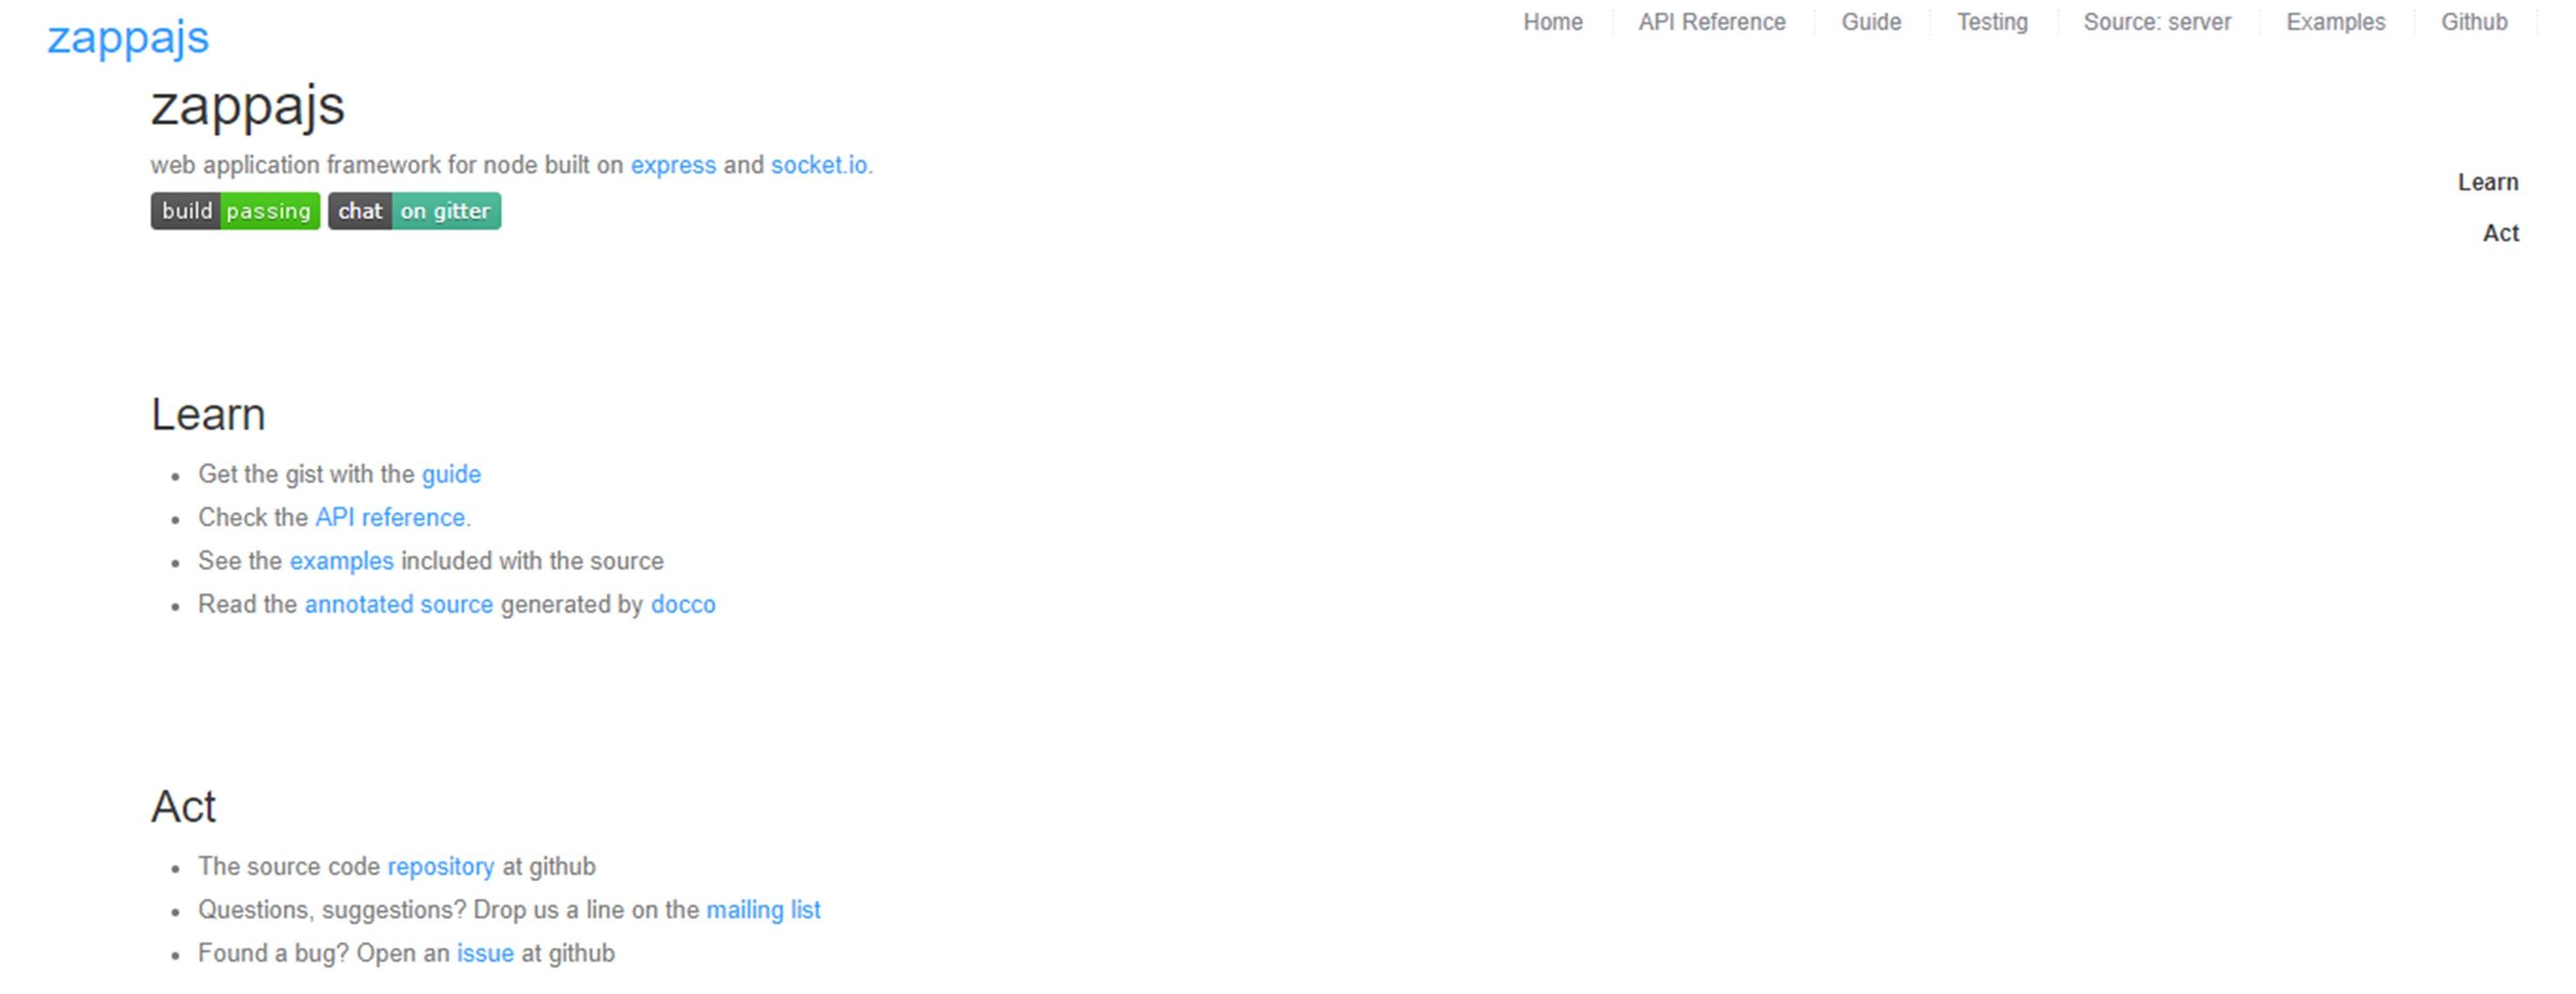 zappajs
Home API Reference Guide Testing Source: server Examples Github
zappajs
web application framework for node built on express and socket.io.
build passing chat on gitter
Learn
Act
Learn
Get the gist with the guide
Check the API reference.
See the examples included with the source
Read the annotated source generated by docco
Act
The source code repository at github
Questions, suggestions? Drop us a line on the mailing list
Found a bug? Open an issue at github